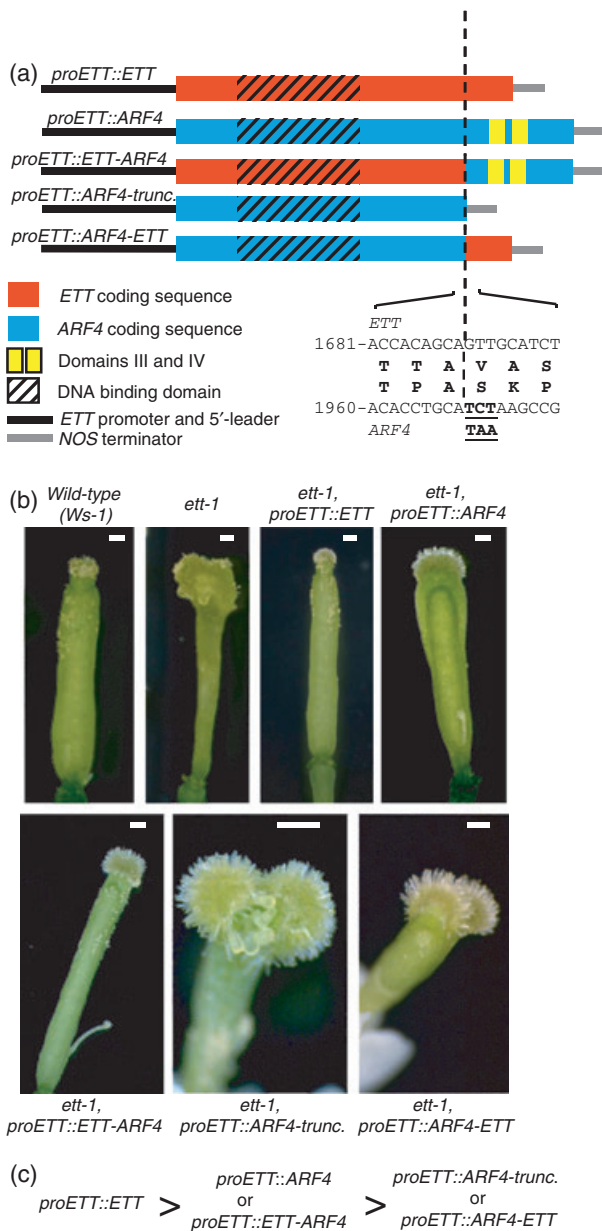 (a)
proETT::ETT
proETT::ARF4
proETT::ETT-ARF4
proETT::ARF4-trunc.
proETT::ARF4-ETT
ETT coding sequence
ARF4 coding sequence
Domains III and IV
DNA binding domain
ETT promoter and 5′-leader
NOS terminator
ETT
1681-ACCACAGCAGTTGCATCT
T T A V A S
T P A S K P
1960-ACACCTGCATCTAAGCCG
ARF4 TAA
(b)
Wild-type
(Ws-1)
ett-1
ett-1,
proETT::ETT
ett-1,
proETT::ARF4
ett-1,
proETT::ETT-ARF4
ett-1,
proETT::ARF4-trunc.
ett-1,
proETT::ARF4-ETT
(c)
proETT::ETT > proETT::ARF4 or proETT::ETT-ARF4 > proETT::ARF4-trunc. or proETT::ARF4-ETT